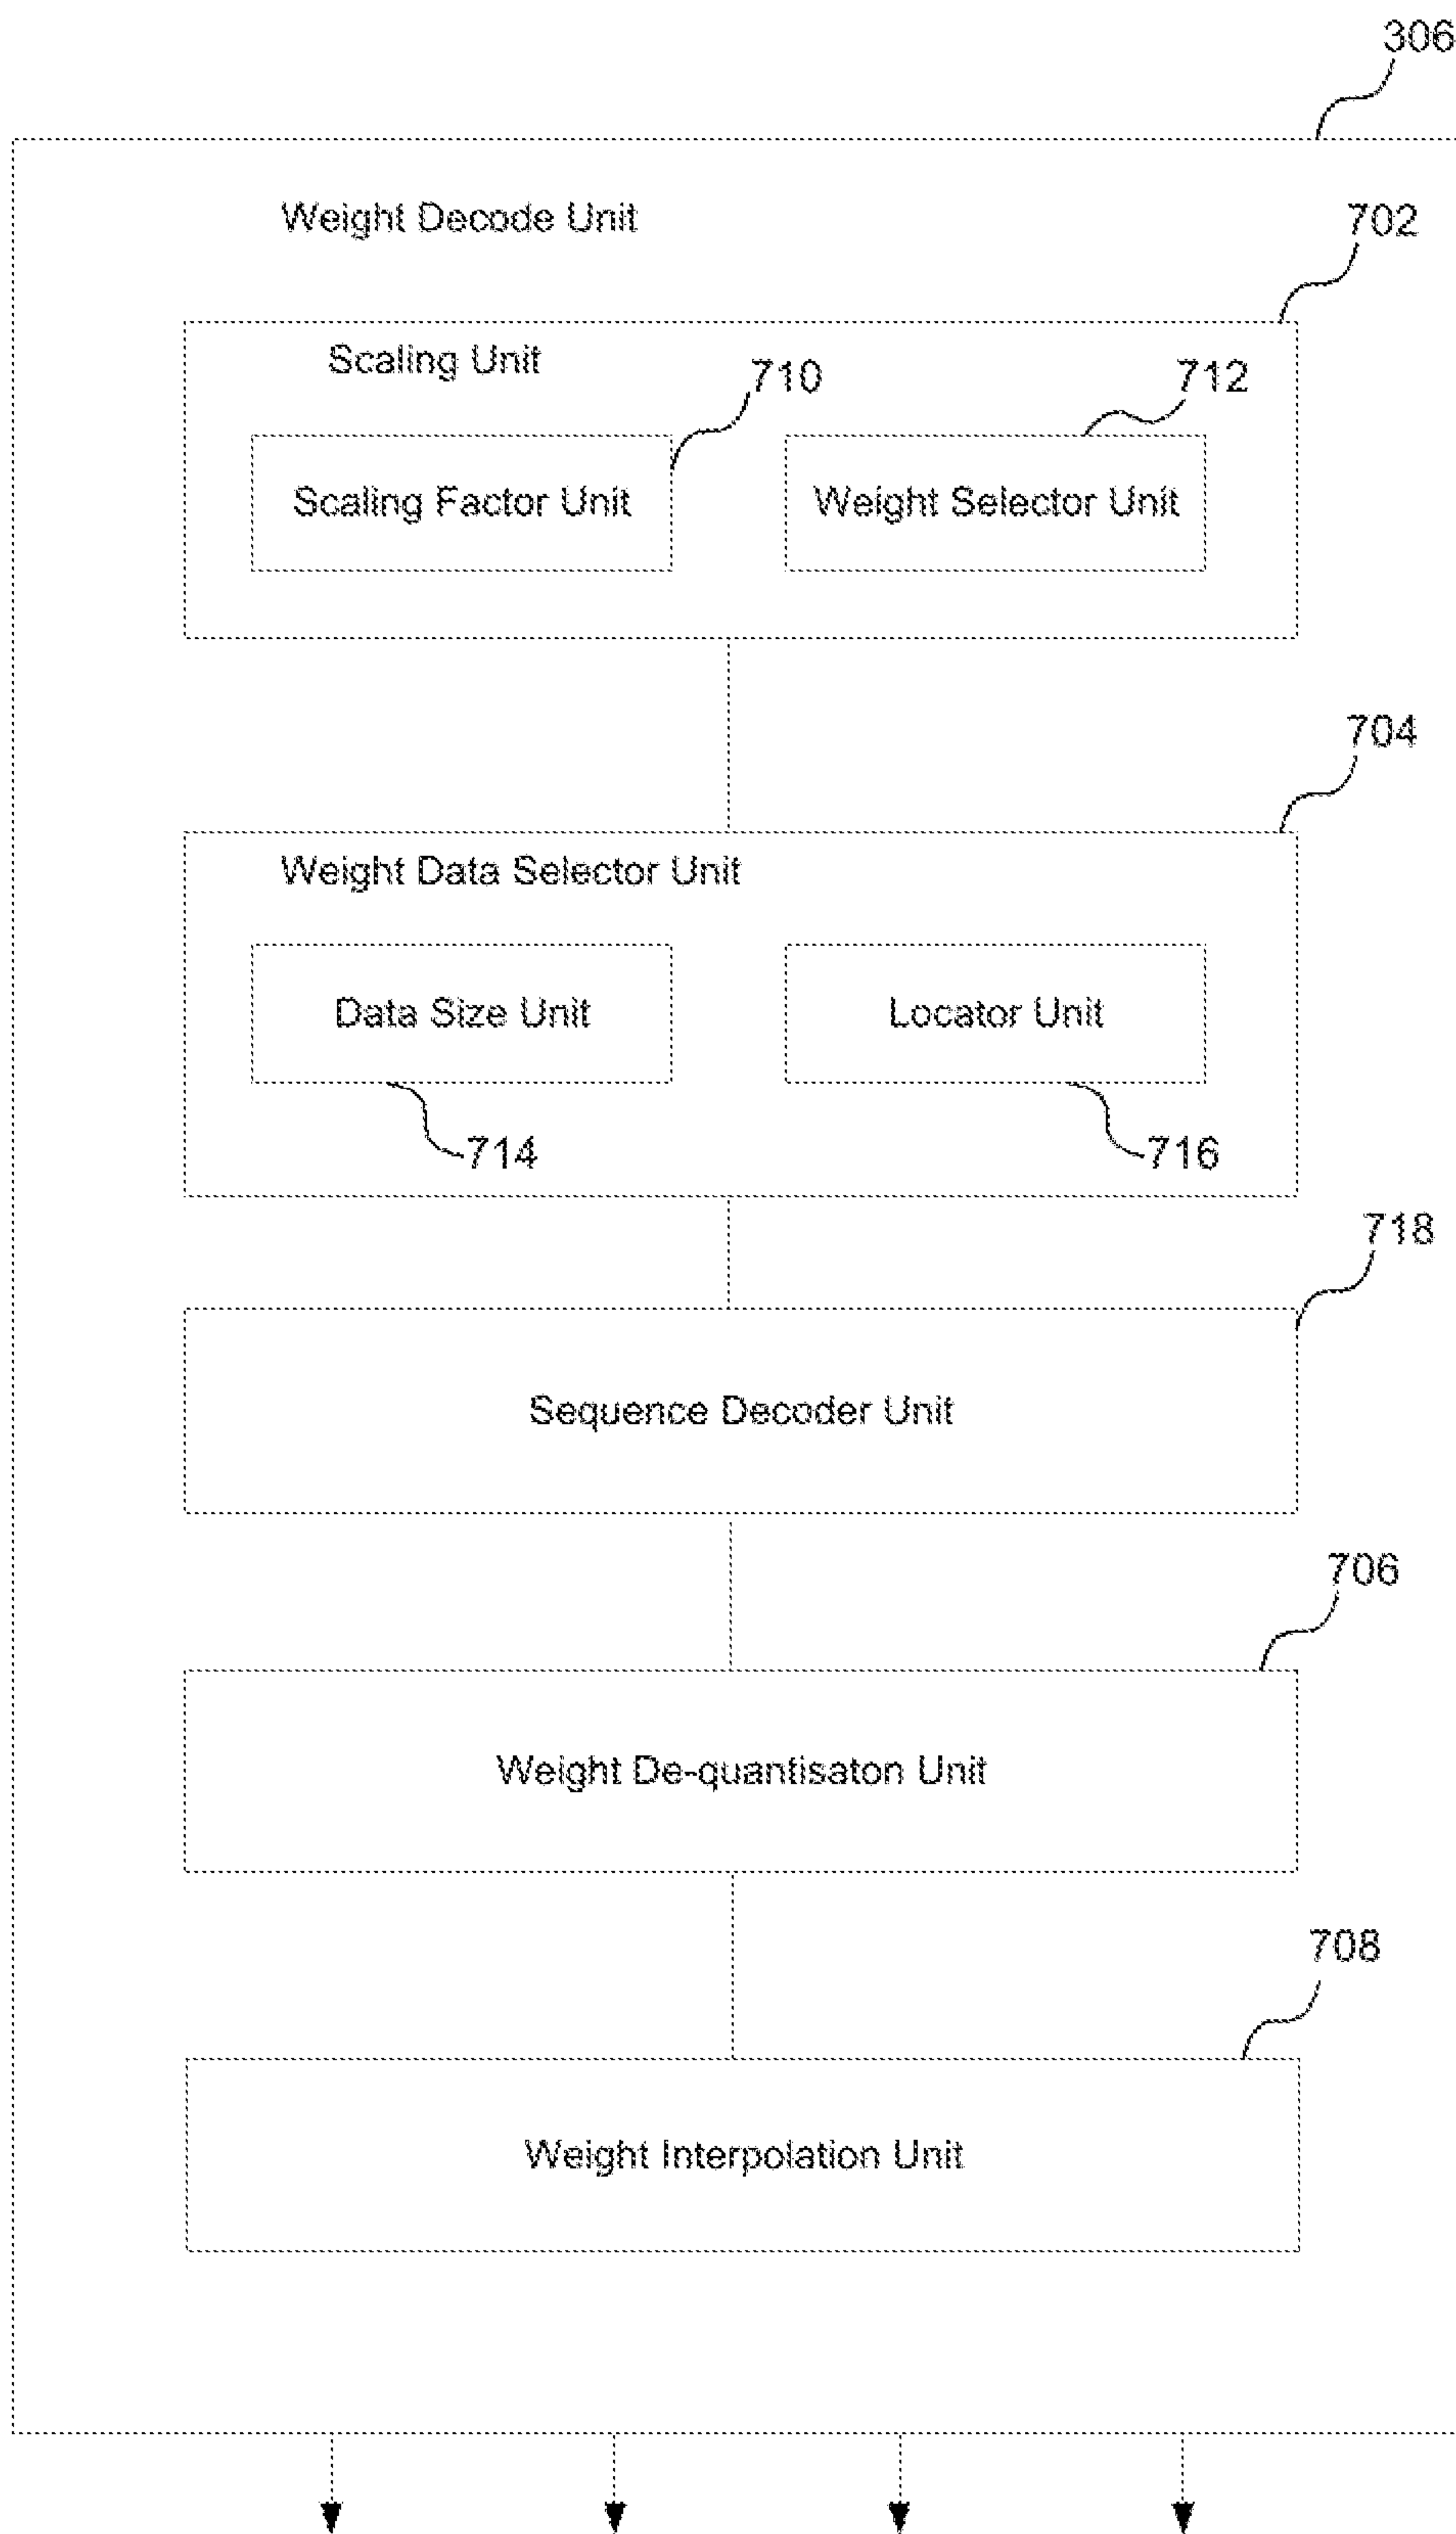 306
Weight Decode Unit
702
Scaling Unit
710
712
Scaling Factor Unit
Weight Selector Unit
704
Weight Data Selector Unit
Data Size Unit
Locator Unit
714
716
718
Sequence Decoder Unit
706
Weight De-quantisaton Unit
708
Weight Interpolation Unit